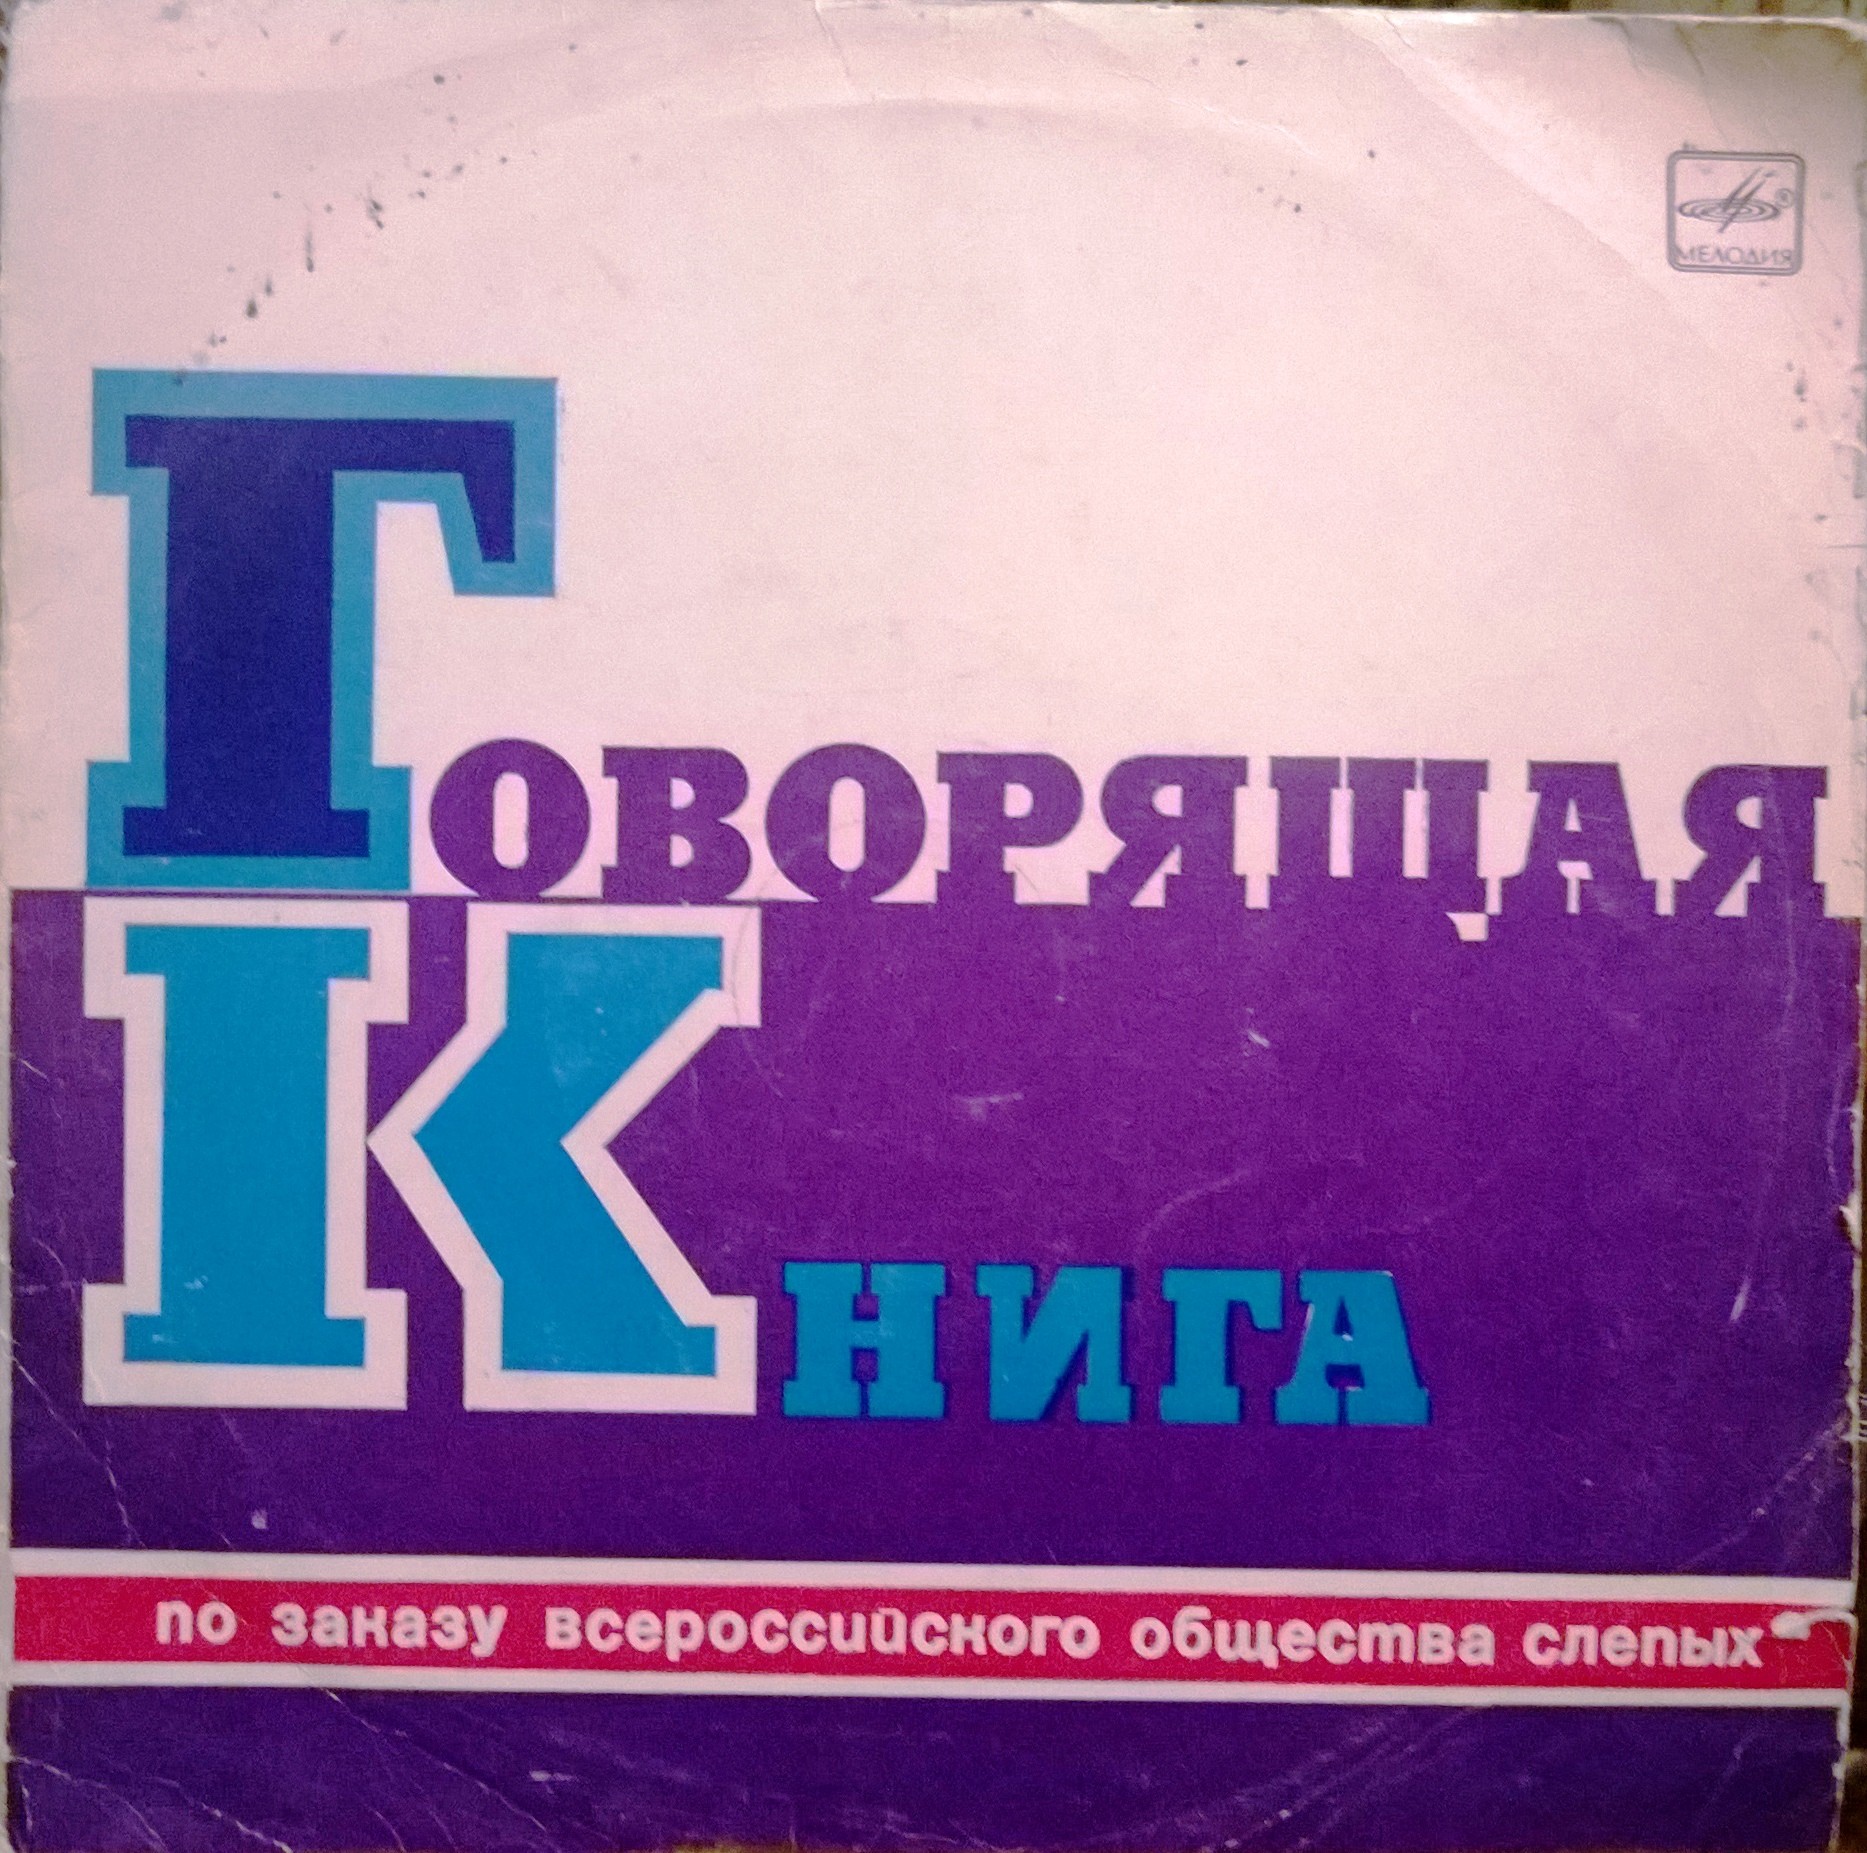 МЕЛОДИЯ
Говорящая
Книга
по заказу всероссийского общества слепых